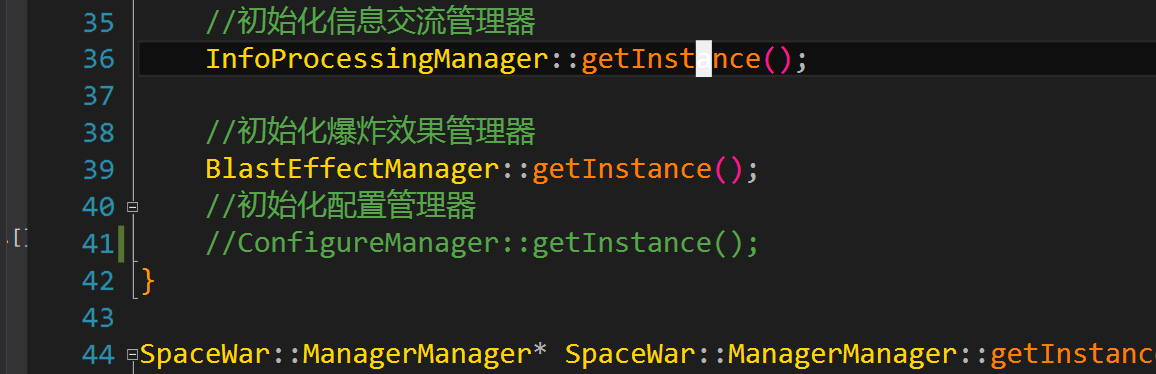 35 //初始化信息交流管理器
36 InfoProcessingManager::getInstance();
37
38 //初始化爆炸效果管理器
39 BlastEffectManager::getInstance();
40 //初始化配置管理器
41 //ConfigureManager::getInstance();
42 }
43
44 SpaceWar::ManagerManager* SpaceWar::ManagerManager::getInstanc